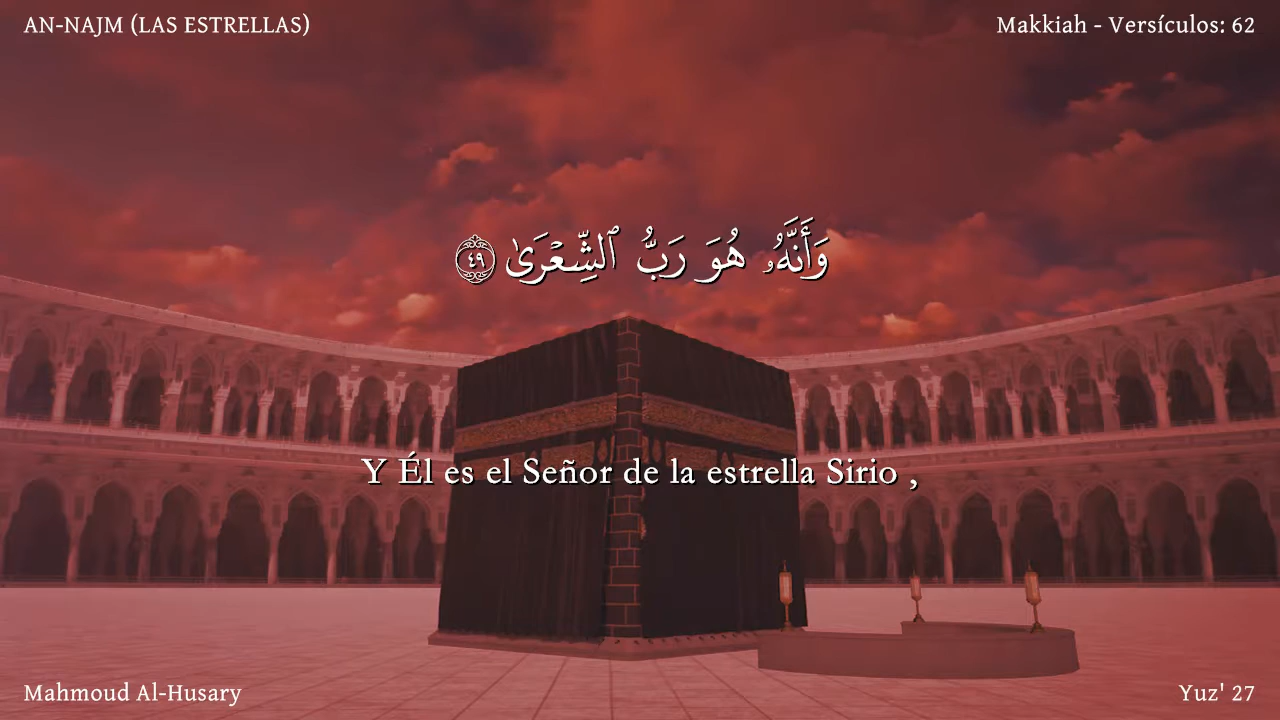 AN-NAJM (LAS ESTRELLAS)
Makkiah - Versículos: 62
وَأَنَّهُۥ هُوَ رَبُّ ٱلشِّعْرَىٰ ٤٩
Y Él es el Señor de la estrella Sirio ,
Mahmoud Al-Husary
Yuz' 27